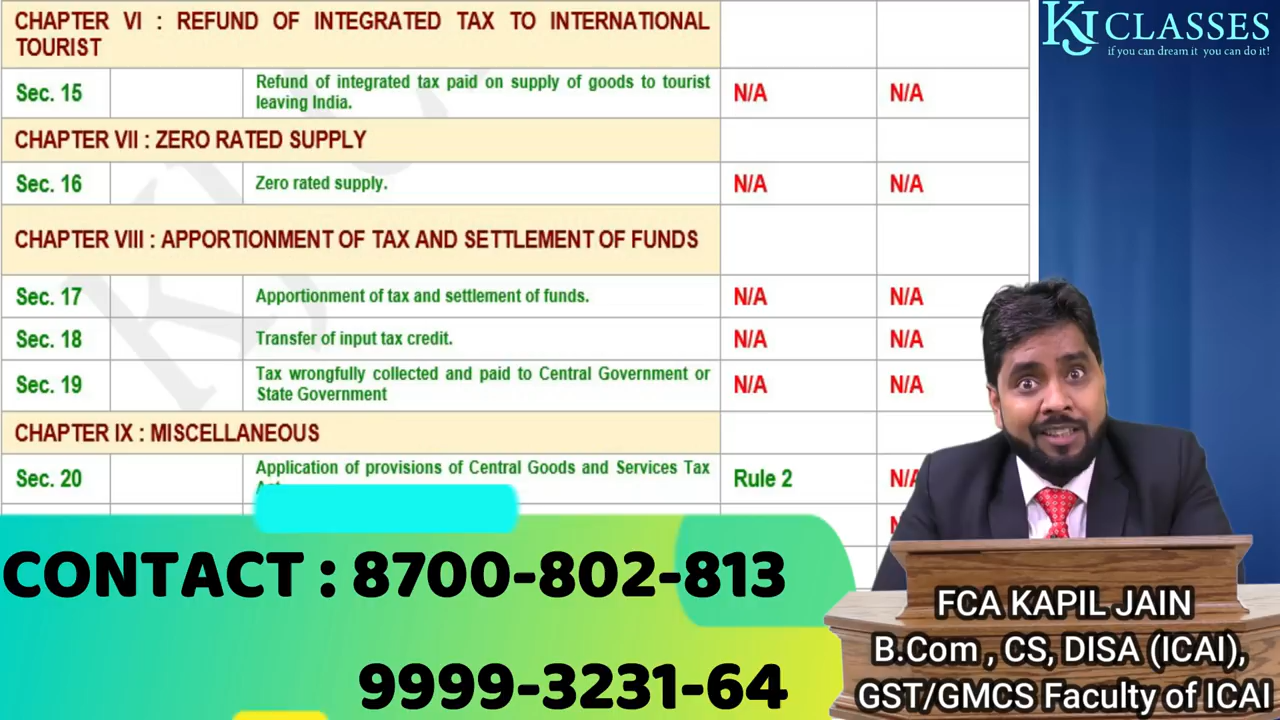 CHAPTER VI : REFUND OF INTEGRATED TAX TO INTERNATIONAL
TOURIST
Sec. 15
Refund of integrated tax paid on supply of goods to tourist
leaving India.
N/A
N/A
CHAPTER VII : ZERO RATED SUPPLY
Sec. 16
Zero rated supply.
N/A
N/A
CHAPTER VIII : APPORTIONMENT OF TAX AND SETTLEMENT OF FUNDS
Sec. 17
Apportionment of tax and settlement of funds.
N/A
N/A
Sec. 18
Transfer of input tax credit.
N/A
N/A
Sec. 19
Tax wrongfully collected and paid to Central Government or
State Government
N/A
N/A
CHAPTER IX : MISCELLANEOUS
Sec. 20
Application of provisions of Central Goods and Services Tax
Rule 2
N/A
KJ CLASSES
if you can dream it you can do it!
CONTACT : 8700-802-813
9999-3231-64
FCA KAPIL JAIN
B.Com , CS, DISA (ICAI),
GST/GMCS Faculty of ICAI